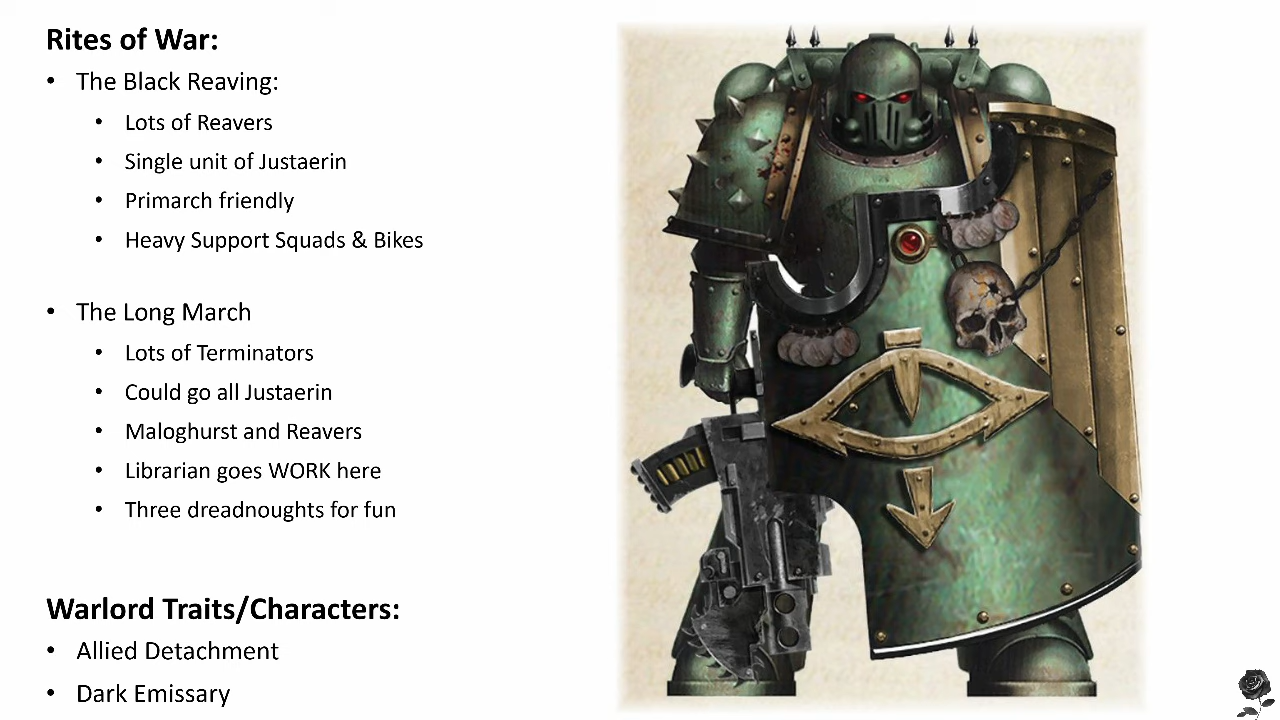 Rites of War:
• The Black Reaving:
• Lots of Reavers
• Single unit of Justaerin
• Primarch friendly
• Heavy Support Squads & Bikes
• The Long March
• Lots of Terminators
• Could go all Justaerin
• Maloghurst and Reavers
• Librarian goes WORK here
• Three dreadnoughts for fun
Warlord Traits/Characters:
• Allied Detachment
• Dark Emissary